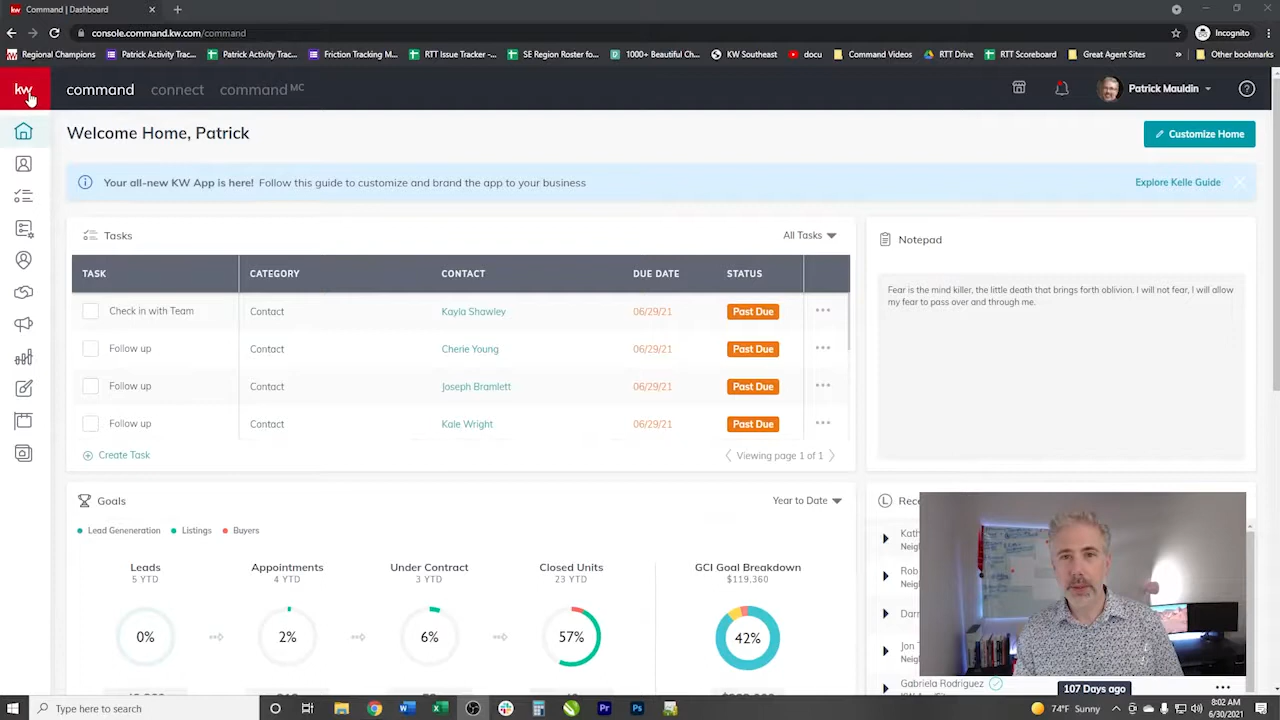 kw Command | Dashboard
console.command.kw.com/command
Incognito
Regional Champions
Patrick Activity Trac...
Patrick Activity Trac...
Friction Tracking M...
RTT Issue Tracker -...
SE Region Roster fo...
1000+ Beautiful Ch...
KW Southeast
docu
Command Videos
RTT Drive
RTT Scoreboard
Great Agent Sites
»
Other bookmarks
kw
command connect command MC
Patrick Mauldin
Welcome Home, Patrick
Customize Home
Your all-new KW App is here! Follow this guide to customize and brand the app to your business
Explore Kelle Guide
Tasks
All Tasks
TASK CATEGORY CONTACT DUE DATE STATUS
Check in with Team Contact Kayla Shawley 06/29/21 Past Due
Follow up Contact Cherie Young 06/29/21 Past Due
Follow up Contact Joseph Bramlett 06/29/21 Past Due
Follow up Contact Kale Wright 06/29/21 Past Due
Create Task
Viewing page 1 of 1
Notepad
Fear is the mind killer, the little death that brings forth oblivion. I will not fear, I will allow
my fear to pass over and through me.
Goals
Year to Date
Lead Geneneration Listings Buyers
Leads Appointments Under Contract Closed Units GCI Goal Breakdown
5 YTD 4 YTD 3 YTD 23 YTD $119,360
0% 2% 6% 57% 42%
Gabriela Rodriguez
107 Days ago
Type here to search
74°F Sunny
8:02 AM
6/30/2021